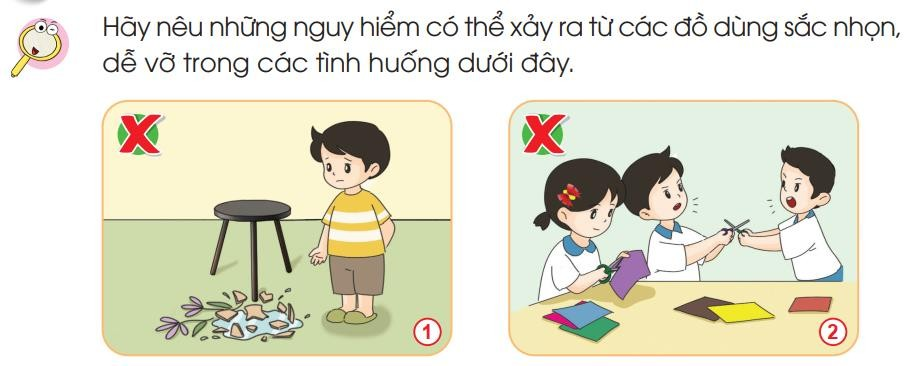 Hãy nêu những nguy hiểm có thể xảy ra từ các đồ dùng sắc nhọn,
dễ vỡ trong các tình huống dưới đây.
1
2